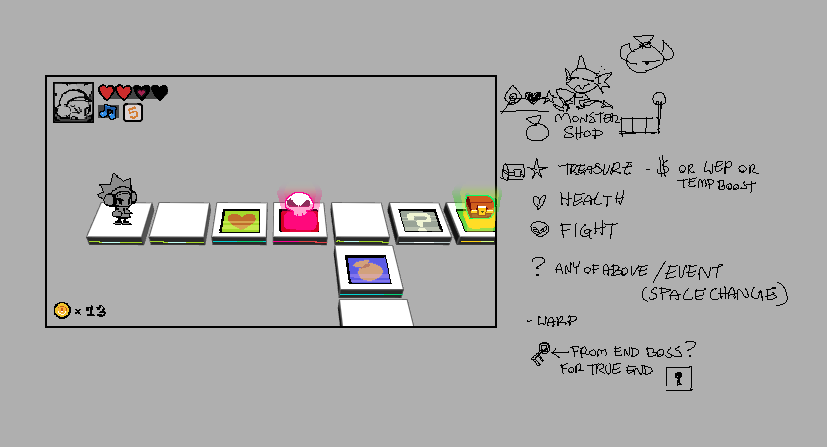 5
× 13
MONSTER
SHOP
TREASURE - $ OR WEP OR
TEMP BOOST
HEALTH
FIGHT
?
? ANY OF ABOVE / EVENT
(SPACE CHANGE)
- WARP
← FROM END BOSS?
FOR TRUE END